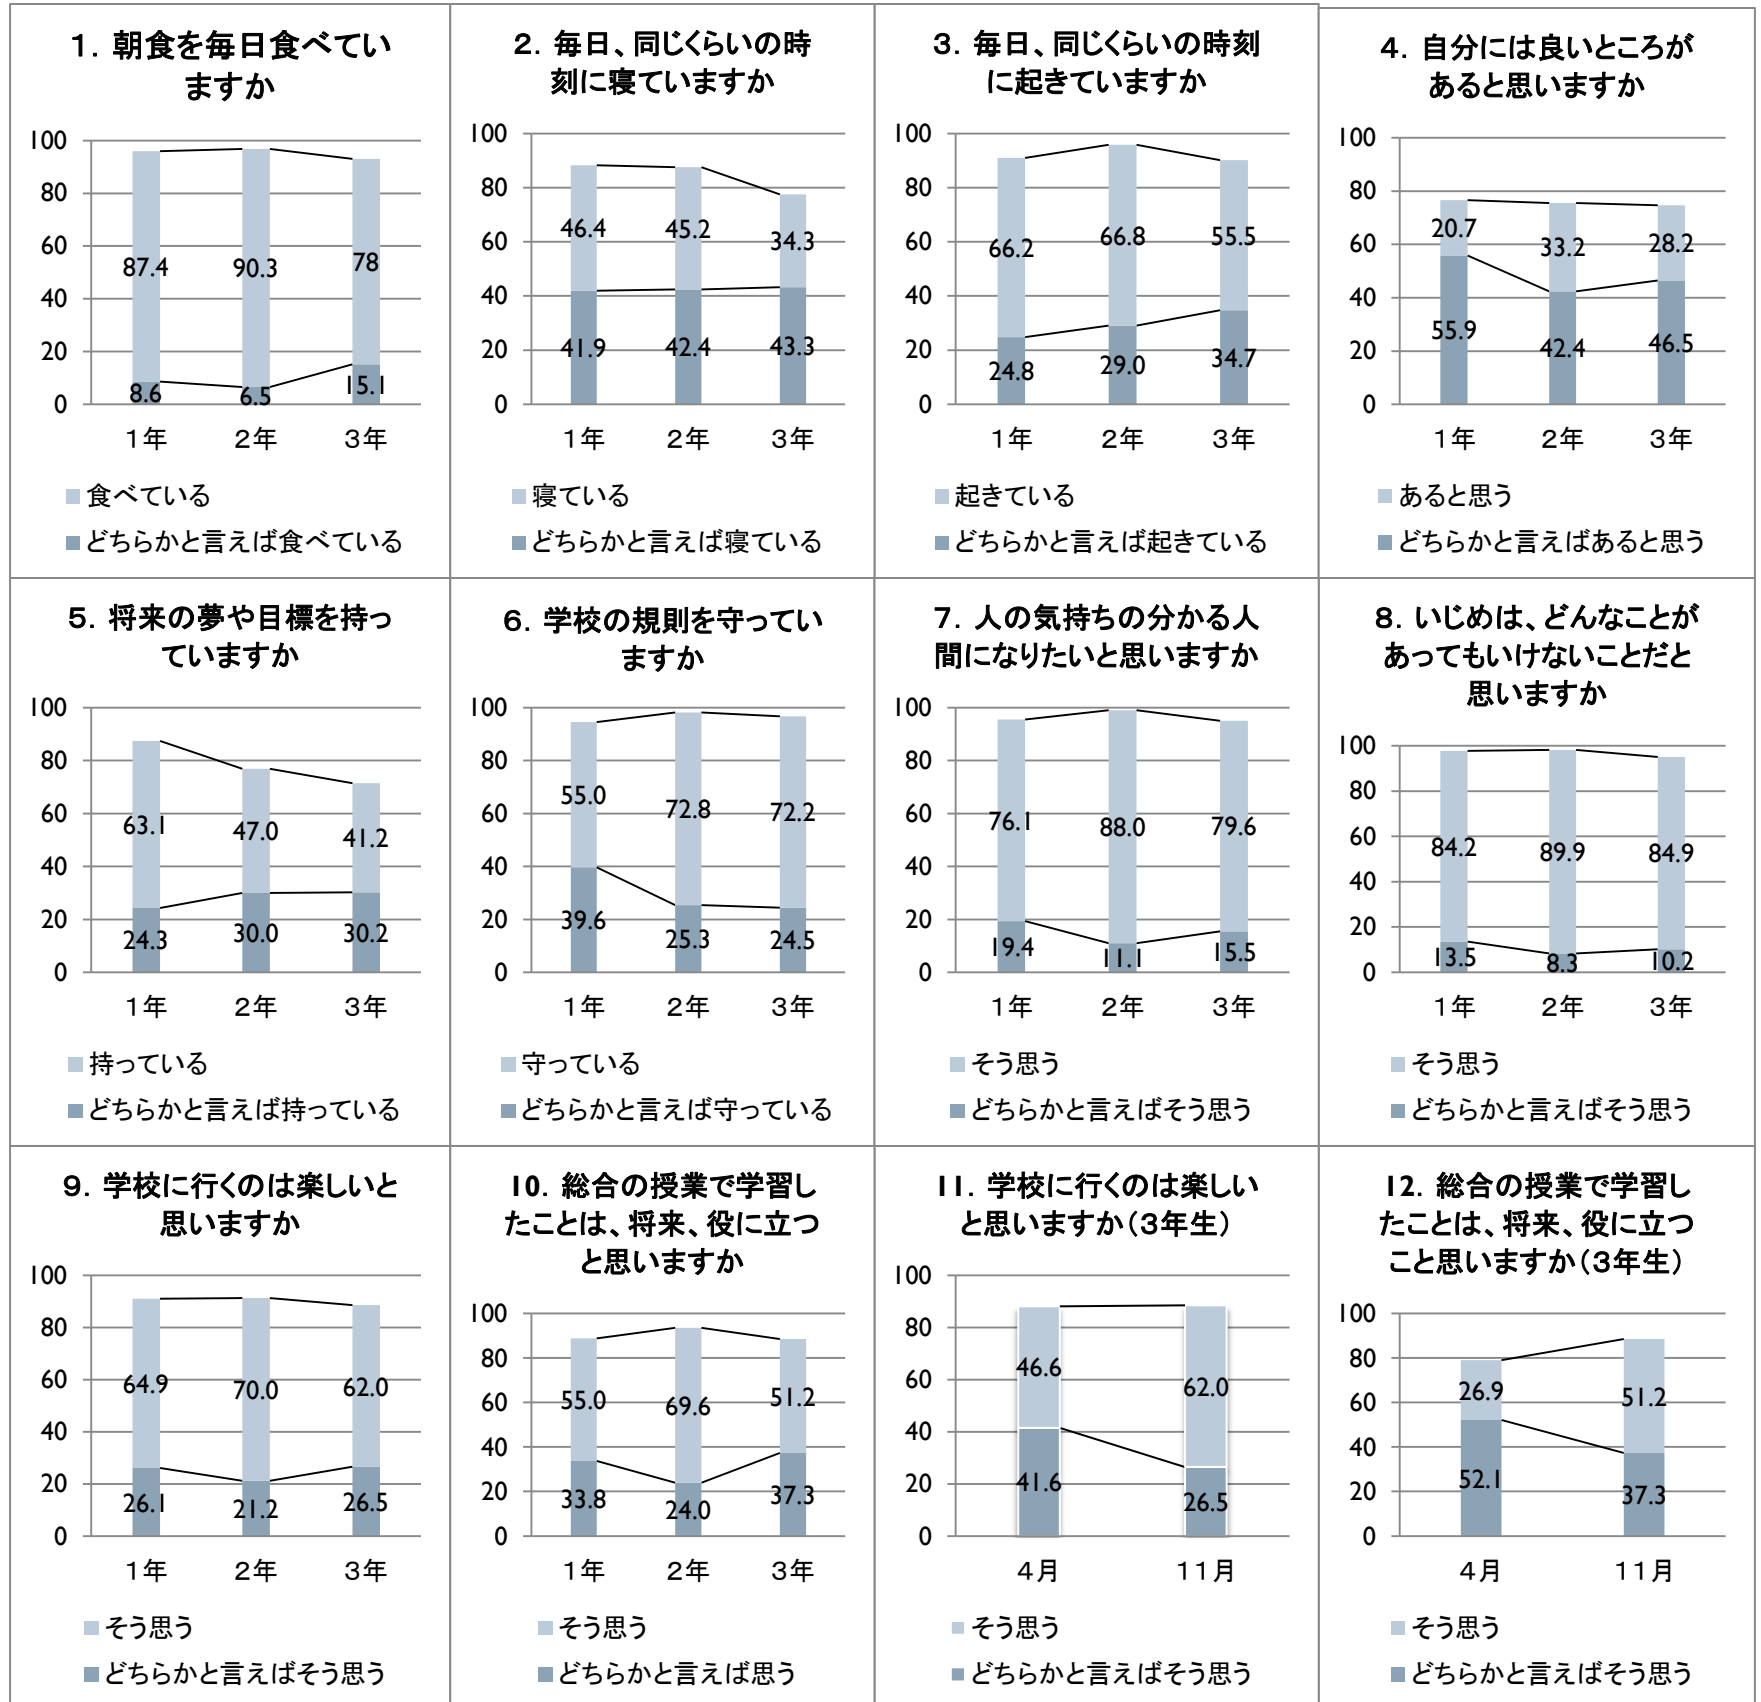 1．朝食を毎日食べてい
ますか
100
80
60
40
20
0
87.4
90.3
78
8.6
6.5
15.1
1年
2年
3年
食べている
どちらかと言えば食べている
2．毎日、同じくらいの時
刻に寝ていますか
100
80
60
40
20
0
46.4
45.2
34.3
41.9
42.4
43.3
1年
2年
3年
寝ている
どちらかと言えば寝ている
3．毎日、同じくらいの時刻
に起きていますか
100
80
60
40
20
0
66.2
66.8
55.5
24.8
29.0
34.7
1年
2年
3年
起きている
どちらかと言えば起きている
4．自分には良いところが
あると思いますか
100
80
60
40
20
0
20.7
33.2
28.2
55.9
42.4
46.5
1年
2年
3年
あると思う
どちらかと言えばあると思う
5．将来の夢や目標を持っ
ていますか
100
80
60
40
20
0
63.1
47.0
41.2
24.3
30.0
30.2
1年
2年
3年
持っている
どちらかと言えば持っている
6．学校の規則を守ってい
ますか
100
80
60
40
20
0
55.0
72.8
72.2
39.6
25.3
24.5
1年
2年
3年
守っている
どちらかと言えば守っている
7．人の気持ちの分かる人
間になりたいと思いますか
100
80
60
40
20
0
76.1
88.0
79.6
19.4
11.1
15.5
1年
2年
3年
そう思う
どちらかと言えばそう思う
8．いじめは、どんなことが
あってもいけないことだと
思いますか
100
80
60
40
20
0
84.2
89.9
84.9
13.5
8.3
10.2
1年
2年
3年
そう思う
どちらかと言えばそう思う
9．学校に行くのは楽しいと
思いますか
100
80
60
40
20
0
64.9
70.0
62.0
26.1
21.2
26.5
1年
2年
3年
そう思う
どちらかと言えばそう思う
10．総合の授業で学習し
たことは、将来、役に立つ
と思いますか
100
80
60
40
20
0
55.0
69.6
51.2
33.8
24.0
37.3
1年
2年
3年
そう思う
どちらかと言えば思う
11．学校に行くのは楽しい
と思いますか（3年生）
100
80
60
40
20
0
46.6
62.0
41.6
26.5
4月
11月
そう思う
どちらかと言えばそう思う
12．総合の授業で学習し
たことは、将来、役に立つ
こと思いますか（3年生）
100
80
60
40
20
0
26.9
51.2
52.1
37.3
4月
11月
そう思う
どちらかと言えばそう思う